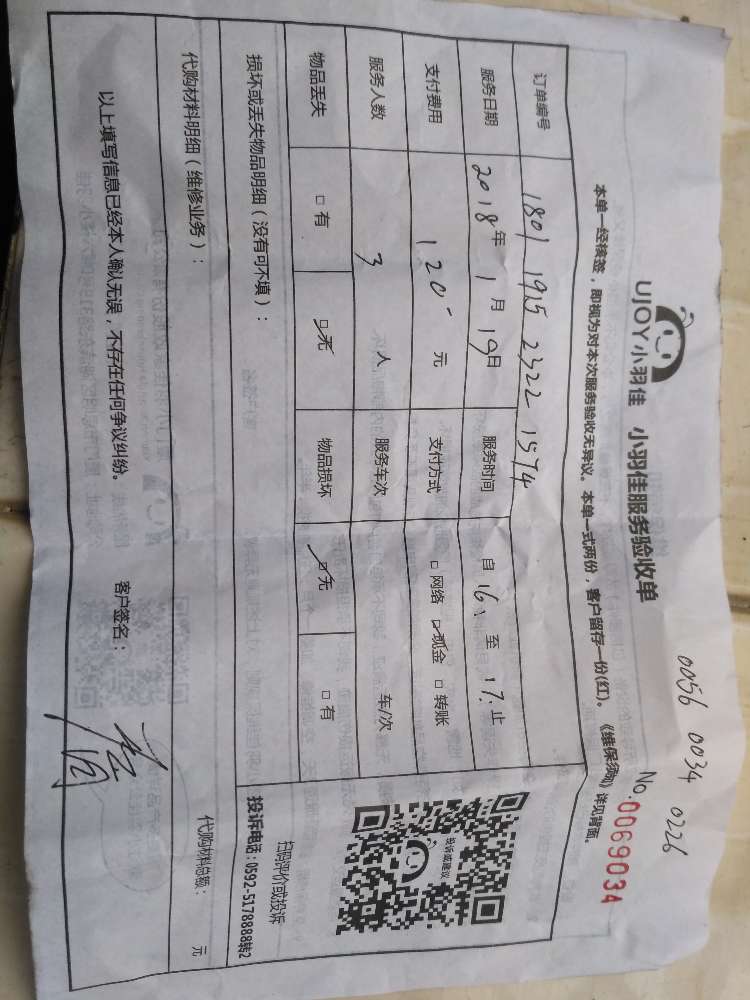 0056 0034 0226
UJOY小羽佳 小羽佳服务验收单 No.0069034
本单一经核签，即视为对本次服务验收无异议。本单一式两份，客户留存一份(红)。《维保须知》详见背面。
订单编号 1801 1915 2322 1574
服务日期 2018年1月19日 服务时间 自16:至17:止
支付费用 120- 元 支付方式 □网络 ☑现金 □转账
服务人数 3 人 服务车次 车/次
物品丢失 □有 ☑无 物品损坏 ☑无 □有
损坏或丢失物品明细（没有可不填）：
代购材料明细（维修业务）：
代购材料总额： 元
以上填写信息已经本人确认无误，不存在任何争议纠纷。 客户签名：
投诉或建议
扫码评价或投诉
投诉电话：0592-5178888转2